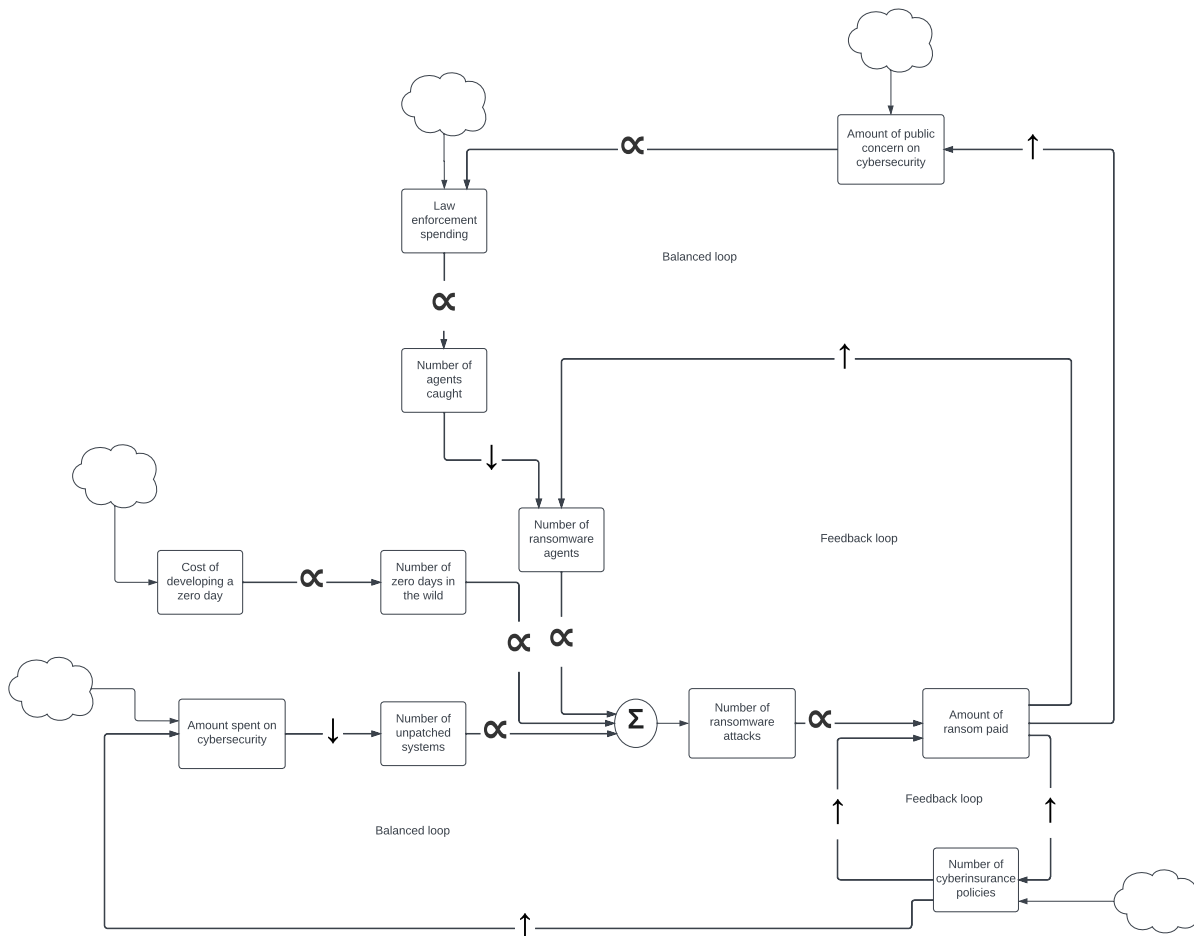 Amount of public
concern on
cybersecurity
∝
↑
Law
enforcement
spending
Balanced loop
∝
↑
Number of
agents
caught
↓
Number of
ransomware
agents
Feedback loop
Cost of
developing a
zero day
∝
Number of
zero days in
the wild
∝
∝
Amount spent on
cybersecurity
↓
Number of
unpatched
systems
∝
Σ
Number of
ransomware
attacks
∝
Amount of
ransom paid
Feedback loop
↑
↑
Balanced loop
Number of
cyberinsurance
policies
↑